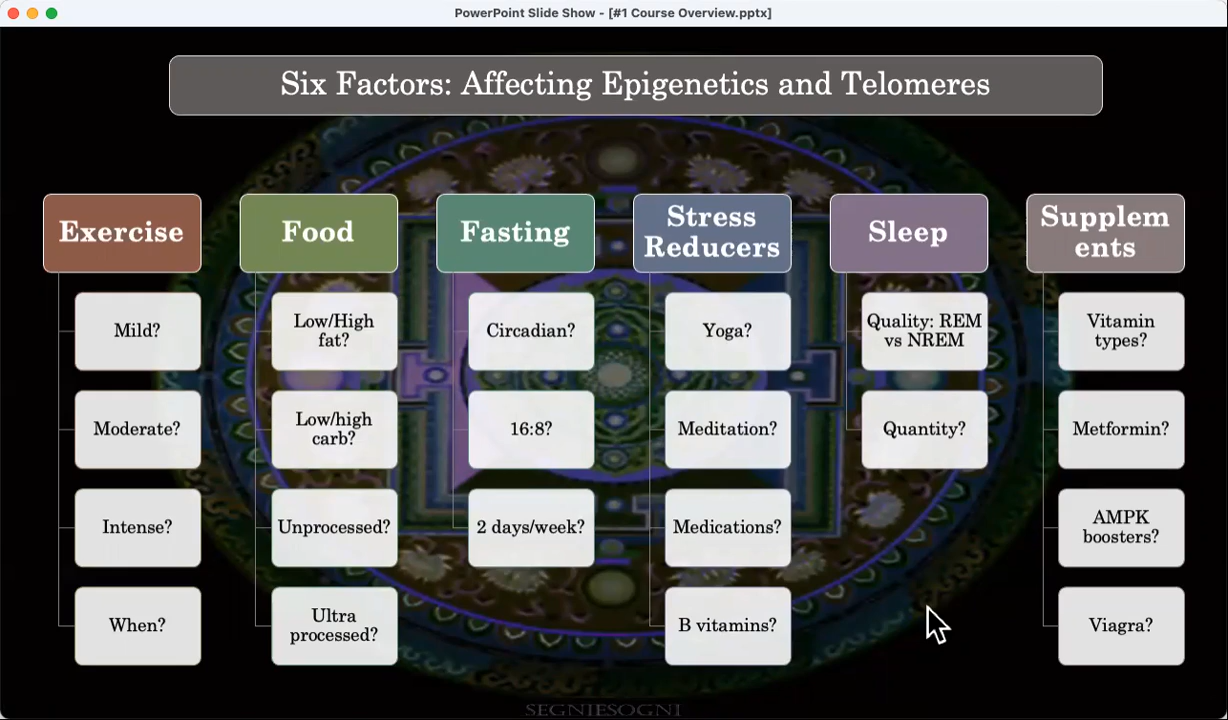 PowerPoint Slide Show - [#1 Course Overview.pptx]
Six Factors: Affecting Epigenetics and Telomeres
Exercise
Mild?
Moderate?
Intense?
When?
Food
Low/High
fat?
Low/high
carb?
Unprocessed?
Ultra
processed?
Fasting
Circadian?
16:8?
2 days/week?
Stress
Reducers
Yoga?
Meditation?
Medications?
B vitamins?
Sleep
Quality: REM
vs NREM
Quantity?
Supplem
ents
Vitamin
types?
Metformin?
AMPK
boosters?
Viagra?
SEGNIESOGNI